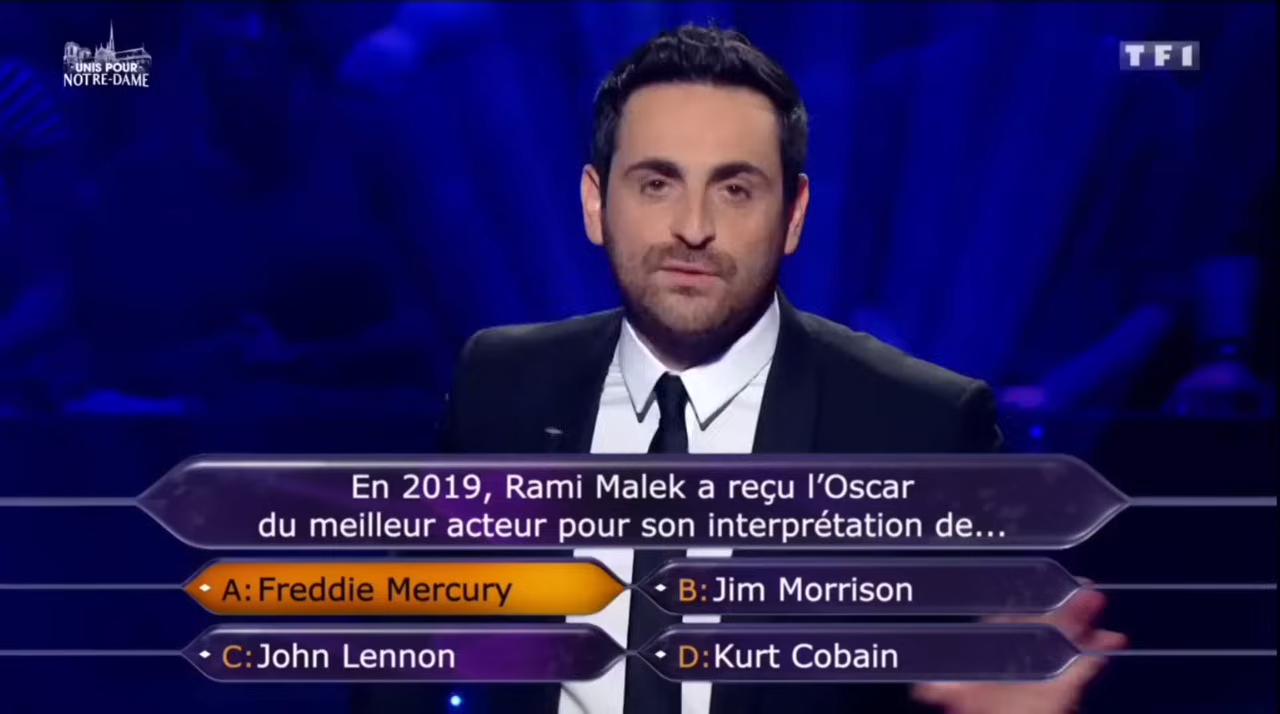 UNIS POUR
NOTRE-DAME
TF1
En 2019, Rami Malek a reçu l’Oscar
du meilleur acteur pour son interprétation de...
A: Freddie Mercury
B: Jim Morrison
C: John Lennon
D: Kurt Cobain